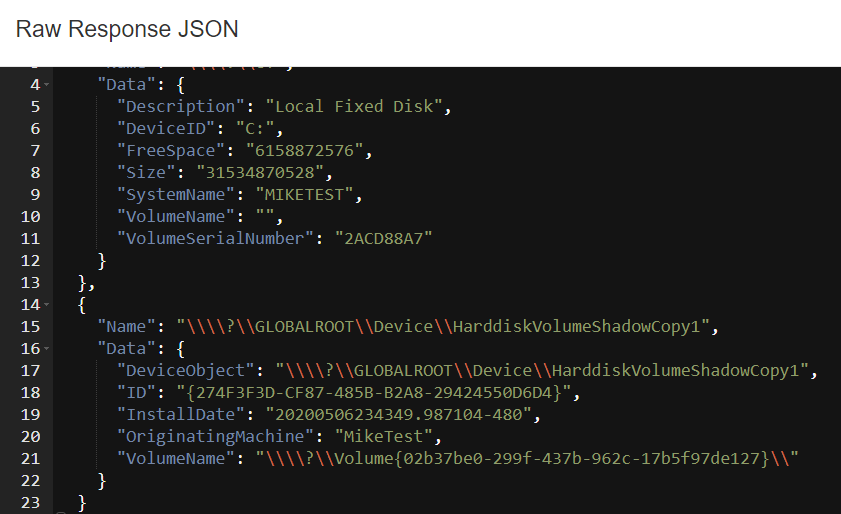 Raw Response JSON
4 "Data": {
5 "Description": "Local Fixed Disk",
6 "DeviceID": "C:",
7 "FreeSpace": "6158872576",
8 "Size": "31534870528",
9 "SystemName": "MIKETEST",
10 "VolumeName": "",
11 "VolumeSerialNumber": "2ACD88A7"
12 }
13 },
14 {
15 "Name": "\\\\?\\GLOBALROOT\\Device\\HarddiskVolumeShadowCopy1",
16 "Data": {
17 "DeviceObject": "\\\\?\\GLOBALROOT\\Device\\HarddiskVolumeShadowCopy1",
18 "ID": "{274F3F3D-CF87-485B-B2A8-29424550D6D4}",
19 "InstallDate": "20200506234349.987104-480",
20 "OriginatingMachine": "MikeTest",
21 "VolumeName": "\\\\?\\Volume{02b37be0-299f-437b-962c-17b5f97de127}\\"
22 }
23 }